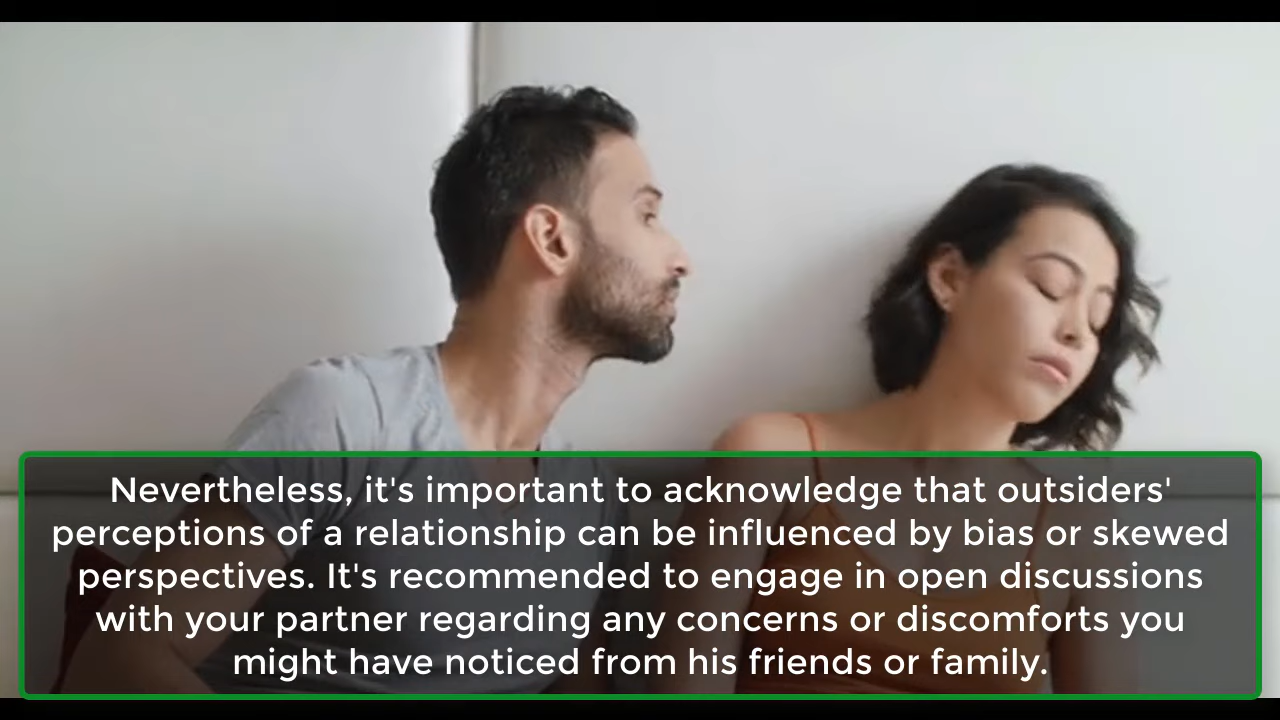 Nevertheless, it's important to acknowledge that outsiders'
perceptions of a relationship can be influenced by bias or skewed
perspectives. It's recommended to engage in open discussions
with your partner regarding any concerns or discomforts you
might have noticed from his friends or family.